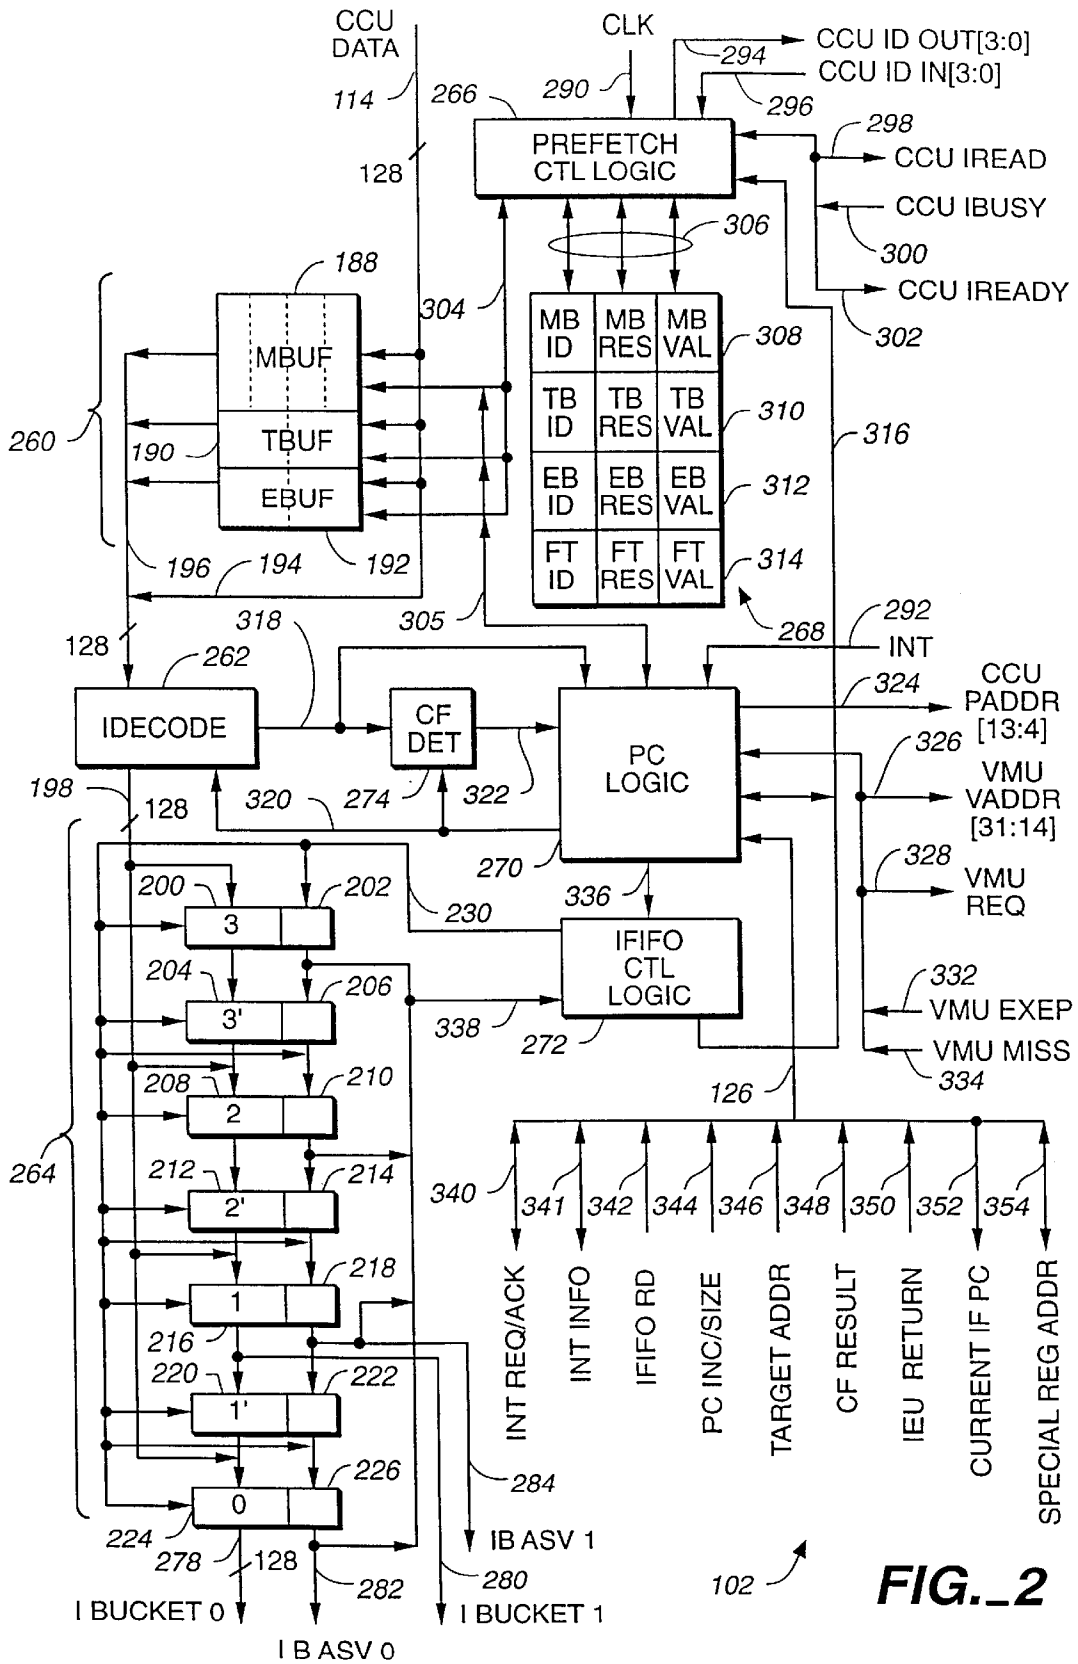 CCU
DATA
CLK
CCU ID OUT[3:0]
294
CCU ID IN[3:0]
290
296
114
266
PREFETCH
CTL LOGIC
298
CCU IREAD
128
CCU IBUSY
306
300
188
304
CCU IREADY
302
MBUF
MB
ID
MB
RES
MB
VAL
308
260
190
TBUF
TB
ID
TB
RES
TB
VAL
310
316
EBUF
EB
ID
EB
RES
EB
VAL
312
196
194
192
FT
ID
FT
RES
FT
VAL
314
318
305
268
292
INT
128
262
IDECODE
CF
DET
PC
LOGIC
324
CCU
PADDR
[13:4]
326
VMU
VADDR
[31:14]
198
128
320
274
322
270
336
328
VMU
REQ
200
202
230
3
IFIFO
CTL
LOGIC
204
206
3'
338
272
332
VMU EXEP
VMU MISS
334
208
210
126
2
264
212
214
2'
340
341
342
344
346
348
350
352
354
218
1
216
INT REQ/ACK
INT INFO
IFIFO RD
PC INC/SIZE
TARGET ADDR
CF RESULT
IEU RETURN
CURRENT IF PC
SPECIAL REG ADDR
220
222
1'
226
284
0
224
278
128
282
280
IB ASV 1
I BUCKET 0
I BUCKET 1
I B ASV 0
102
FIG._2